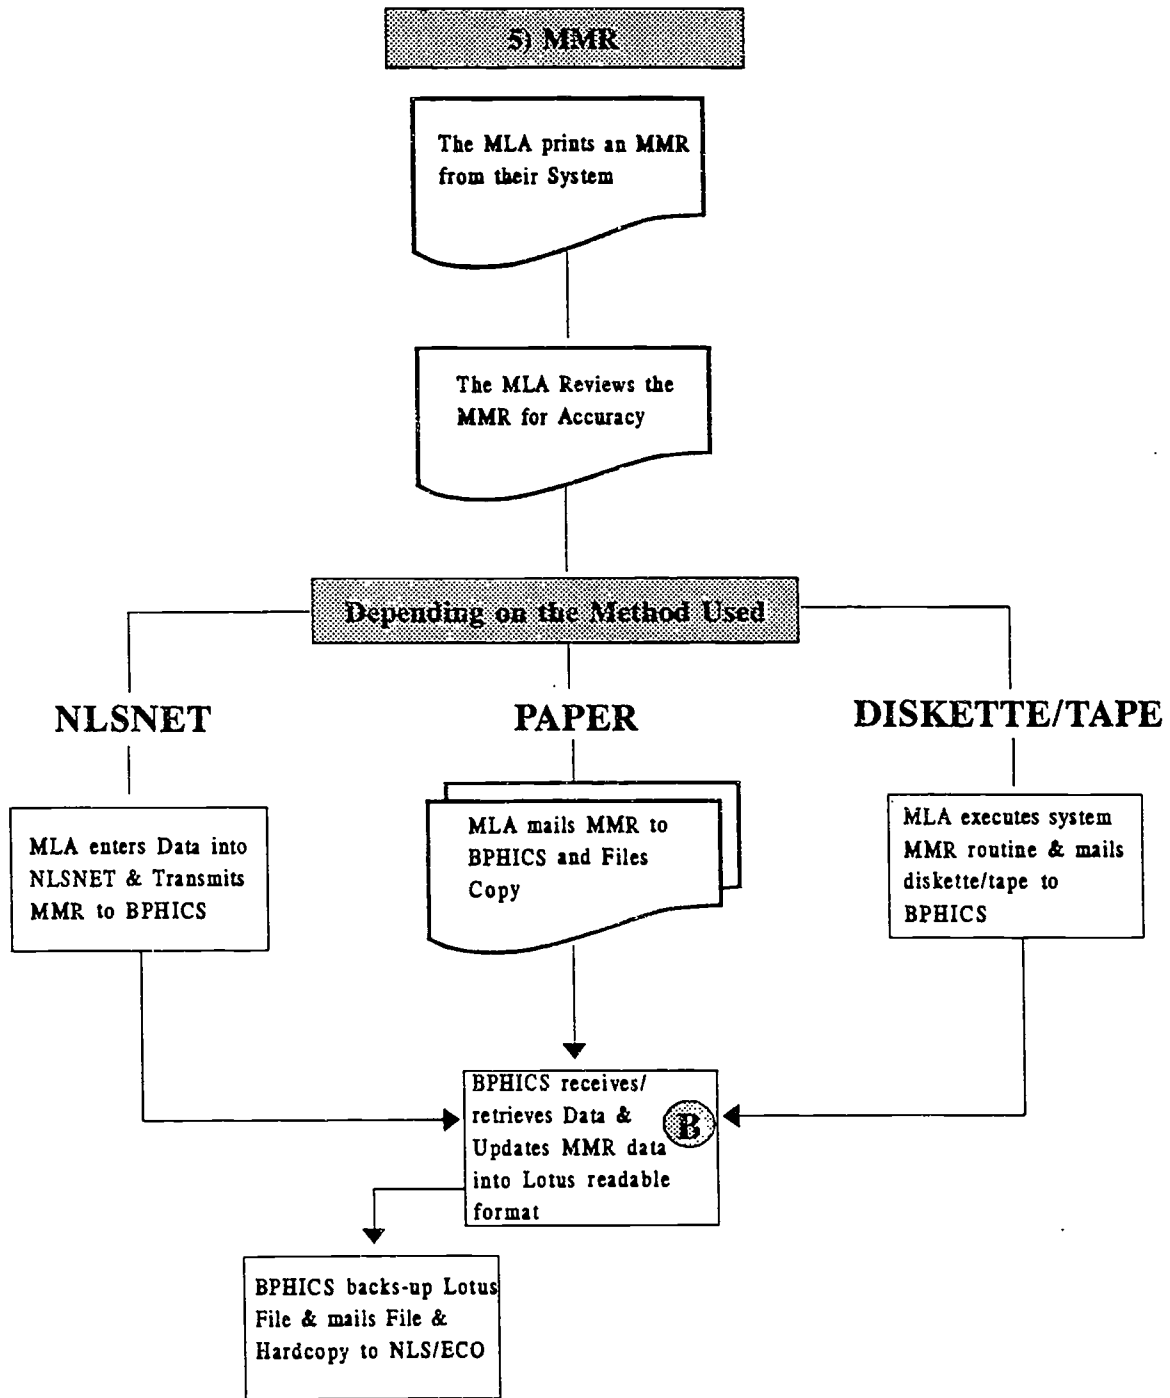 5) MMR
The MLA prints an MMR
from their System
The MLA Reviews the
MMR for Accuracy
Depending on the Method Used
NLSNET
PAPER
DISKETTE/TAPE
MLA enters Data into
NLSNET & Transmits
MMR to BPHICS
MLA mails MMR to
BPHICS and Files
Copy
MLA executes system
MMR routine & mails
diskette/tape to
BPHICS
BPHICS receives/
retrieves Data &
Updates MMR data
into Lotus readable
format
B
BPHICS backs-up Lotus
File & mails File &
Hardcopy to NLS/ECO